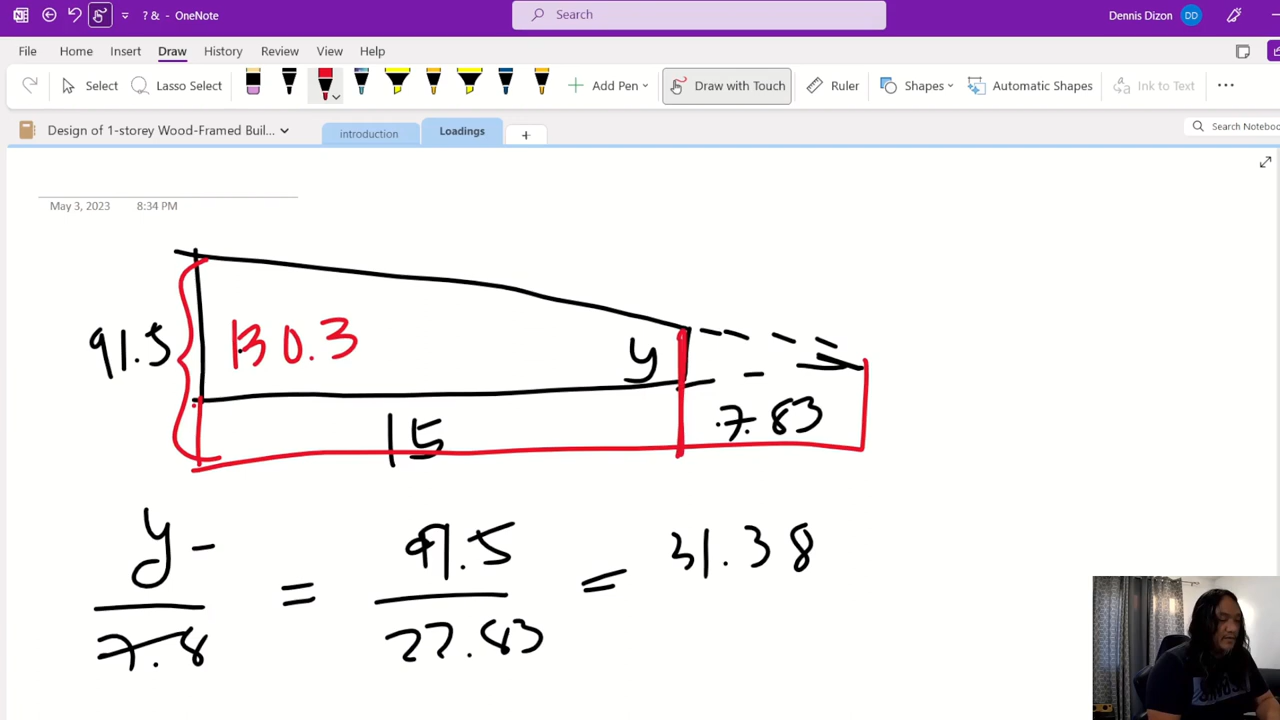 ? & - OneNote
Search
Dennis Dizon
DD
File Home Insert Draw History Review View Help
Select
Lasso Select
Add Pen
Draw with Touch
Ruler
Shapes
Automatic Shapes
Ink to Text
Design of 1-storey Wood-Framed Buil...
introduction
Loadings
+
Search Notebo
May 3, 2023 8:34 PM
91.5
130.3
y
15
7.83
y - = 91.5 = 31.38
7.8 22.83